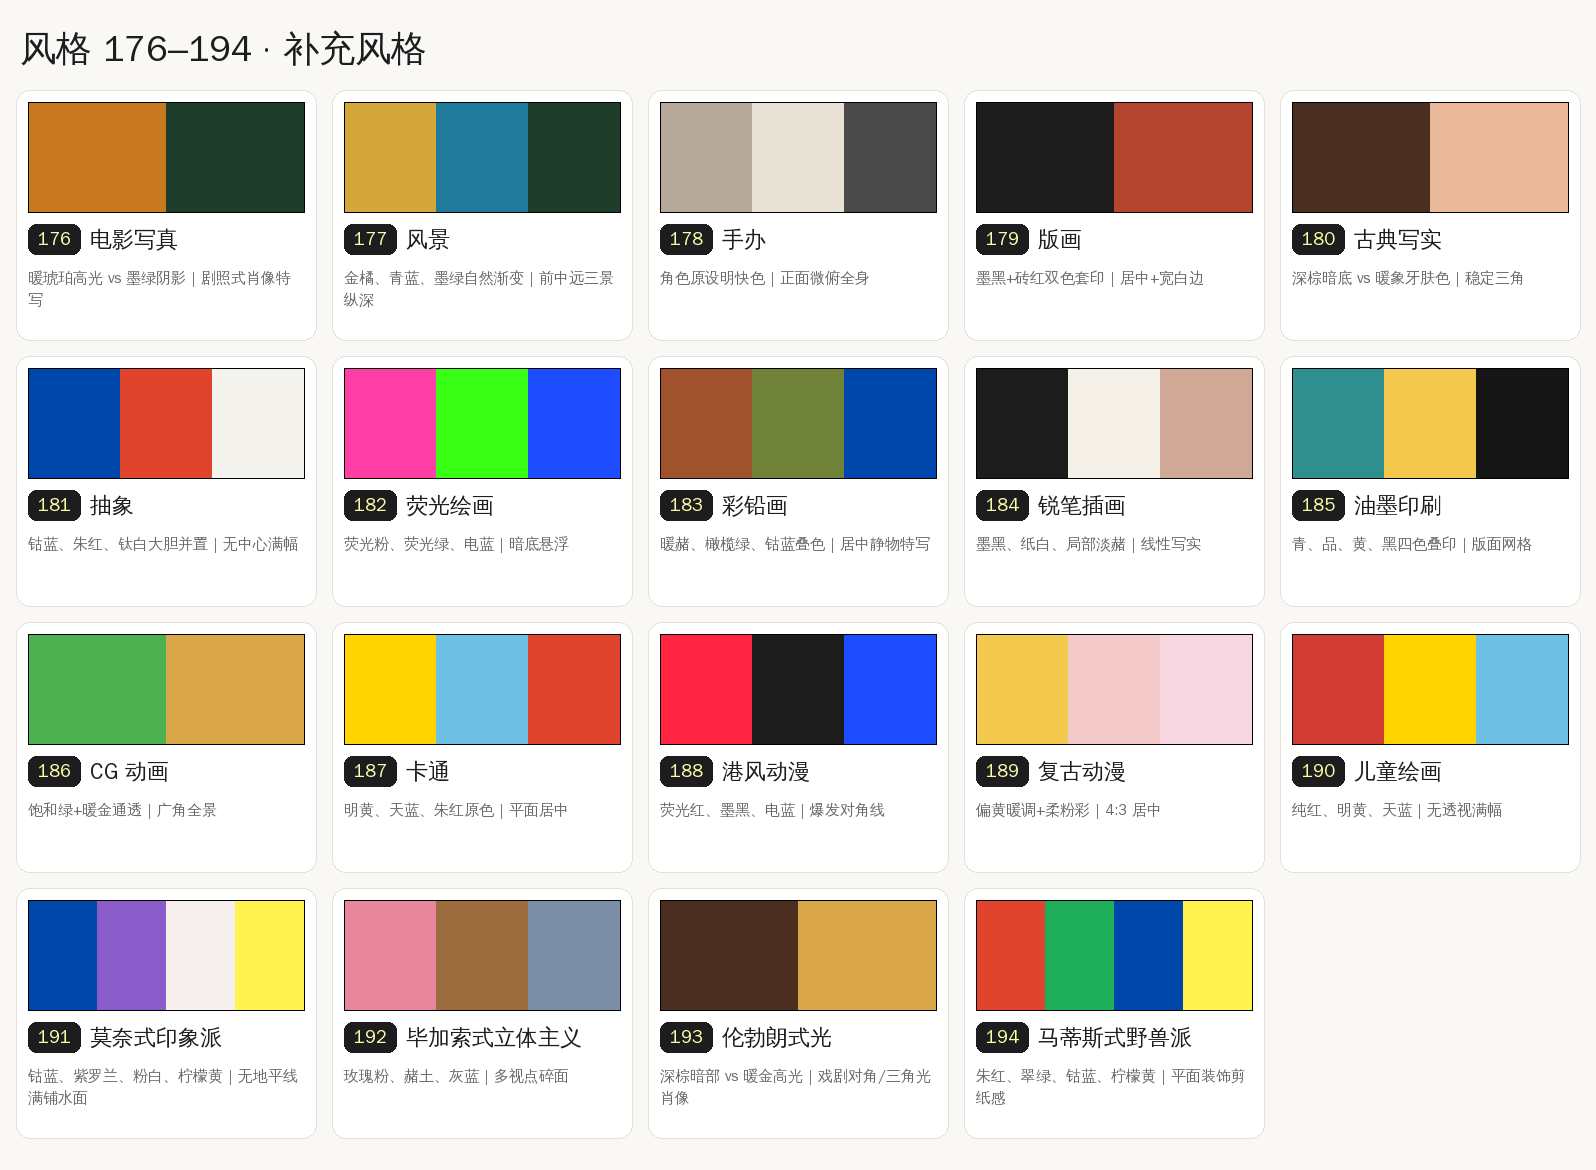 风格 176–194 · 补充风格
176 电影写真
暖琥珀高光 vs 墨绿阴影｜剧照式肖像特
写
177 风景
金橘、青蓝、墨绿自然渐变｜前中远三景
纵深
178 手办
角色原设明快色｜正面微俯全身
179 版画
墨黑+砖红双色套印｜居中+宽白边
180 古典写实
深棕暗底 vs 暖象牙肤色｜稳定三角
181 抽象
钴蓝、朱红、钛白大胆并置｜无中心满幅
182 荧光绘画
荧光粉、荧光绿、电蓝｜暗底悬浮
183 彩铅画
暖赭、橄榄绿、钴蓝叠色｜居中静物特写
184 锐笔插画
墨黑、纸白、局部淡赭｜线性写实
185 油墨印刷
青、品、黄、黑四色叠印｜版面网格
186 CG 动画
饱和绿+暖金通透｜广角全景
187 卡通
明黄、天蓝、朱红原色｜平面居中
188 港风动漫
荧光红、墨黑、电蓝｜爆发对角线
189 复古动漫
偏黄暖调+柔粉彩｜4:3 居中
190 儿童绘画
纯红、明黄、天蓝｜无透视满幅
191 莫奈式印象派
钴蓝、紫罗兰、粉白、柠檬黄｜无地平线
满铺水面
192 毕加索式立体主义
玫瑰粉、赭土、灰蓝｜多视点碎面
193 伦勃朗式光
深棕暗部 vs 暖金高光｜戏剧对角/三角光
肖像
194 马蒂斯式野兽派
朱红、翠绿、钴蓝、柠檬黄｜平面装饰剪
纸感